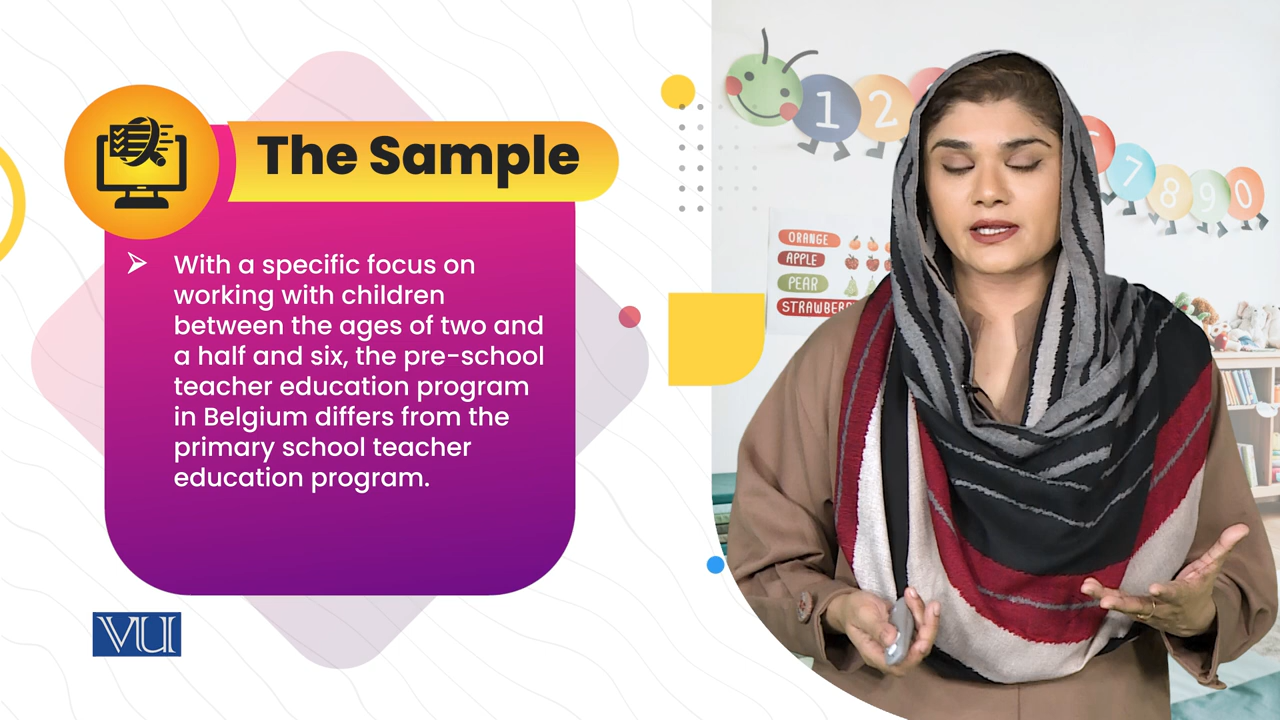 The Sample
➢ With a specific focus on
working with children
between the ages of two and
a half and six, the pre-school
teacher education program
in Belgium differs from the
primary school teacher
education program.
VU
1 2
7 8 9 0
ORANGE
APPLE
PEAR